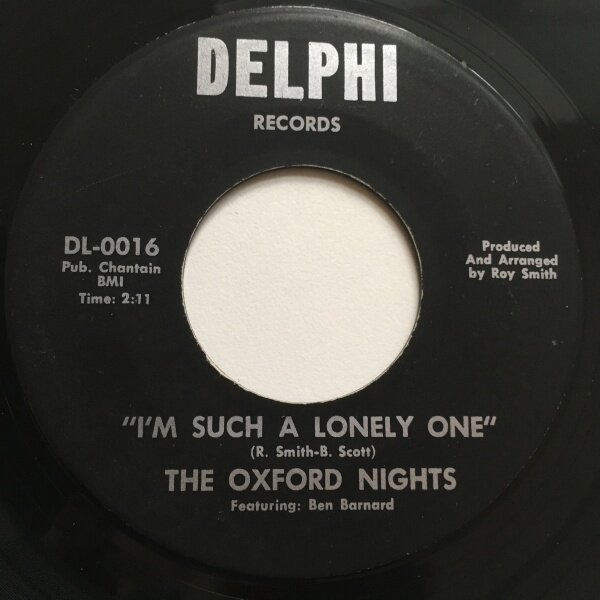 DELPHI
RECORDS
DL-0016
Pub. Chantain
BMI
Time: 2:11
Produced
And Arranged
by Roy Smith
"I'M SUCH A LONELY ONE"
(R. Smith-B. Scott)
THE OXFORD NIGHTS
Featuring: Ben Barnard